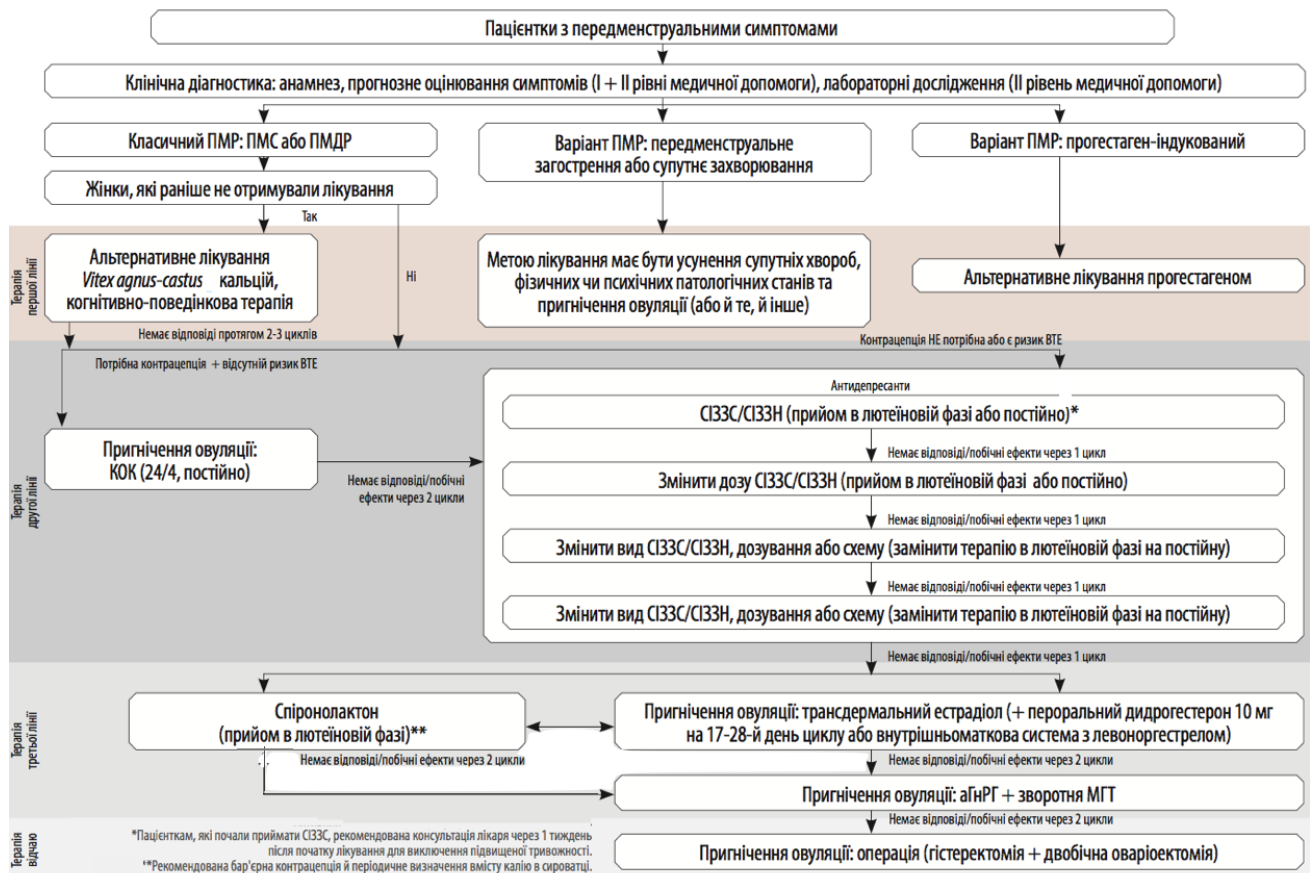 Пацієнтки з передменструальними симптомами
Клінічна діагностика: анамнез, прогнозне оцінювання симптомів (І + ІІ рівні медичної допомоги), лабораторні дослідження (ІІ рівень медичної допомоги)
Класичний ПМР: ПМС або ПМДР
Варіант ПМР: передменструальне
загострення або супутнє захворювання
Варіант ПМР: прогестаген-індукований
Жінки, які раніше не отримували лікування
Так
Ні
Терапія
першої лінії
Альтернативне лікування
Vitex agnus-castus кальцій,
когнітивно-поведінкова терапія
Метою лікування має бути усунення супутніх хвороб,
фізичних чи психічних патологічних станів та
пригнічення овуляції (або й те, й інше)
Альтернативне лікування прогестагеном
Немає відповіді протягом 2-3 циклів
Контрацепція НЕ потрібна або є ризик ВТЕ
Потрібна контрацепція + відсутній ризик ВТЕ
Терапія
другої лінії
Пригнічення овуляції:
КОК (24/4, постійно)
Немає відповіді/побічні
ефекти через 2 цикли
Антидепресанти
СІЗЗС/СІЗЗН (прийом в лютеїновій фазі або постійно)*
Немає відповіді/побічні ефекти через 1 цикл
Змінити дозу СІЗЗС/СІЗЗН (прийом в лютеїновій фазі або постійно)
Немає відповіді/побічні ефекти через 1 цикл
Змінити вид СІЗЗС/СІЗЗН, дозування або схему (замінити терапію в лютеїновій фазі на постійну)
Немає відповіді/побічні ефекти через 1 цикл
Змінити вид СІЗЗС/СІЗЗН, дозування або схему (замінити терапію в лютеїновій фазі на постійну)
Немає відповіді/побічні ефекти через 1 цикл
Терапія
третьої лінії
Спіронолактон
(прийом в лютеїновій фазі)**
Пригнічення овуляції: трансдермальний естрадіол (+ пероральний дидрогестерон 10 мг
на 17-28-й день циклу або внутрішньоматкова система з левоноргестрелом)
Немає відповіді/побічні ефекти через 2 цикли
Немає відповіді/побічні ефекти через 2 цикли
Пригнічення овуляції: аГнРГ + зворотня МГТ
Немає відповіді/побічні ефекти через 2 цикли
Терапія
відчаю
*Пацієнткам, які почали приймати СІЗЗС, рекомендована консультація лікаря через 1 тиждень
після початку лікування для виключення підвищеної тривожності.
**Рекомендована бар'єрна контрацепція й періодичне визначення вмісту калію в сироватці.
Пригнічення овуляції: операція (гістеректомія + двобічна оваріоектомія)